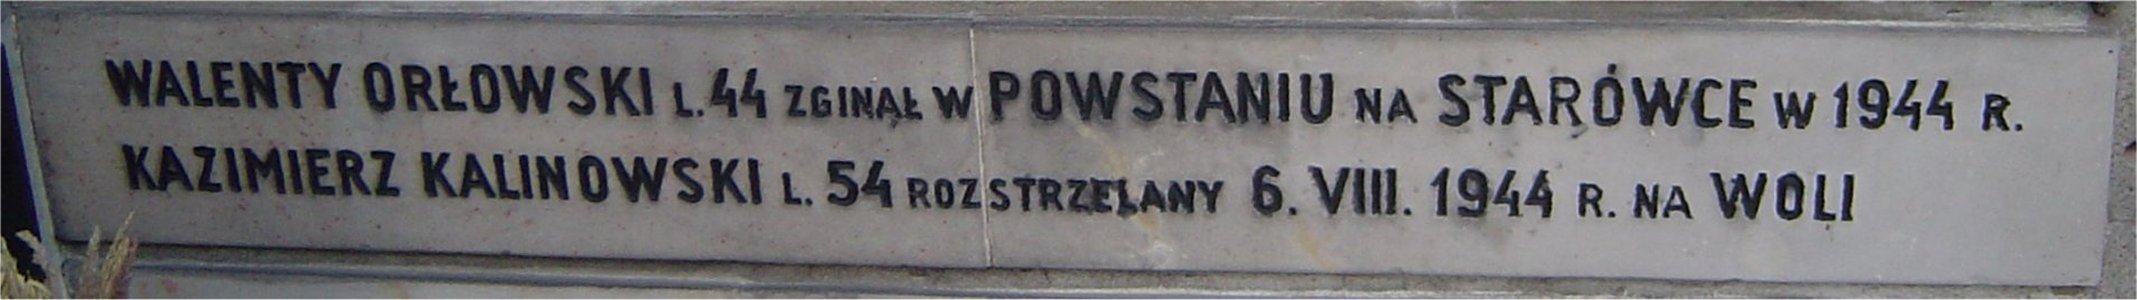 WALENTY ORŁOWSKI L. 44 ZGINĄŁ W POWSTANIU NA STARÓWCE W 1944 R.
KAZIMIERZ KALINOWSKI L. 54 ROZSTRZELANY 6. VIII. 1944 R. NA WOLI